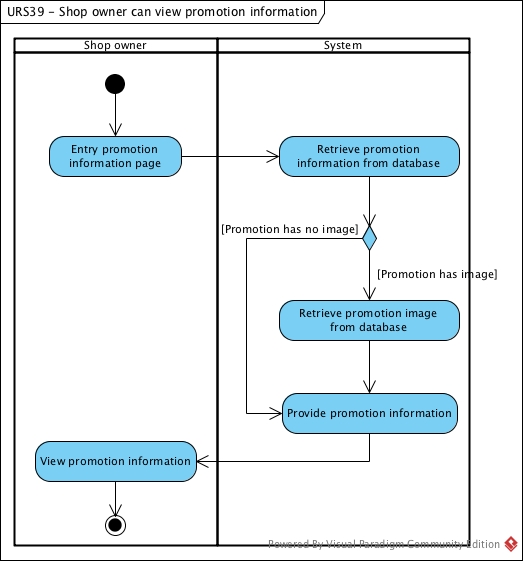 URS39 - Shop owner can view promotion information
Shop owner
System
Entry promotion
information page
Retrieve promotion
information from database
[Promotion has no image]
[Promotion has image]
Retrieve promotion image
from database
Provide promotion information
View promotion information
Powered By Visual Paradigm Community Edition